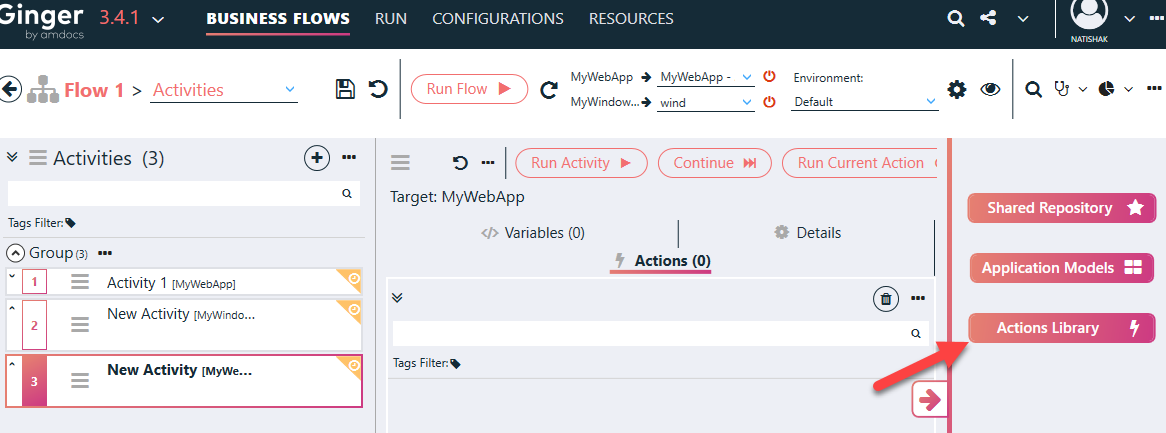 Ginger 3.4.1 BUSINESS FLOWS RUN CONFIGURATIONS RESOURCES
by amdocs
NATISHAK
Flow 1 > Activities
Run Flow
MyWebApp MyWebApp -
MyWindow... wind
Environment:
Default
Activities (3)
Tags Filter:
Group (3)
1 Activity 1 [MyWebApp]
2 New Activity [MyWindo...
3 New Activity [MyWe...
Run Activity Continue Run Current Action
Target: MyWebApp
Variables (0) Details
Actions (0)
Tags Filter:
Shared Repository
Application Models
Actions Library